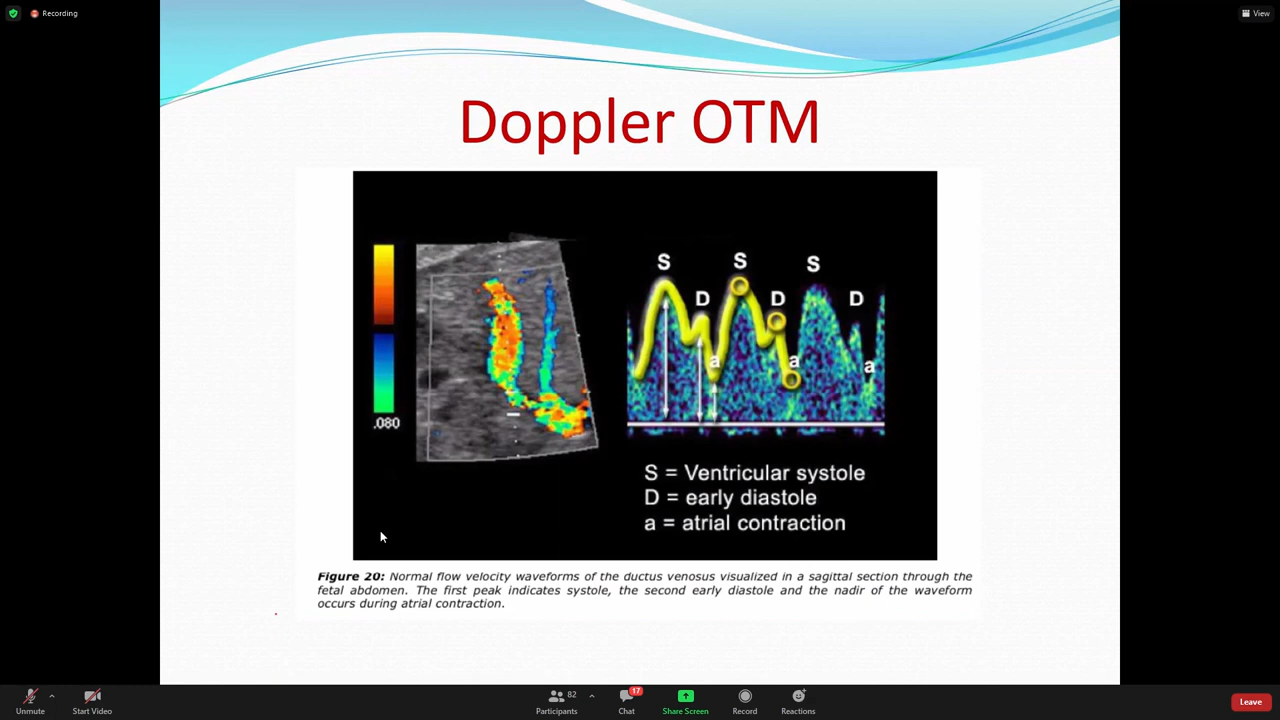 Recording
View
Doppler OTM
S
S
S
D
D
D
a
a
a
.080
S = Ventricular systole
D = early diastole
a = atrial contraction
Figure 20: Normal flow velocity waveforms of the ductus venosus visualized in a sagittal section through the
fetal abdomen. The first peak indicates systole, the second early diastole and the nadir of the waveform
occurs during atrial contraction.
Unmute
Start Video
82
Participants
17
Chat
Share Screen
Record
Reactions
Leave